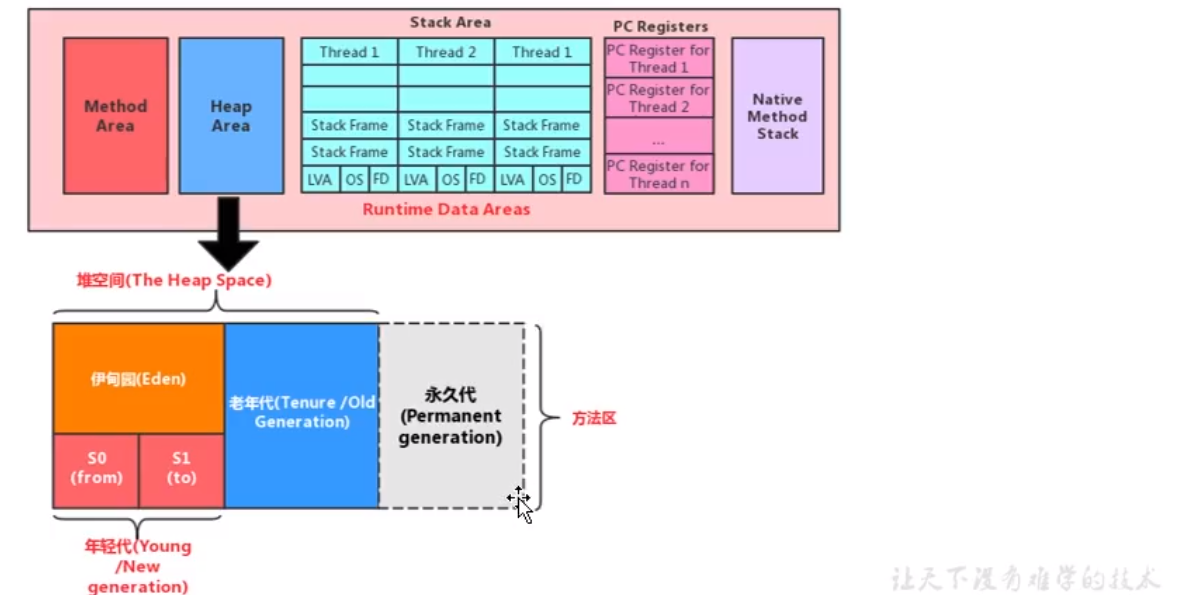 Stack Area
PC Registers
Method
Area
Heap
Area
Thread 1
Thread 2
Thread 1
Stack Frame
Stack Frame
Stack Frame
Stack Frame
Stack Frame
Stack Frame
LVA
OS
FD
LVA
OS
FD
LVA
OS
FD
PC Register for
Thread 1
PC Register for
Thread 2
...
PC Register for
Thread n
Native
Method
Stack
Runtime Data Areas
堆空间(The Heap Space)
伊甸园(Eden)
S0
(from)
S1
(to)
老年代(Tenure /Old
Generation)
永久代
(Permanent
generation)
方法区
年轻代(Young
/New
generation)
让天下没有难学的技术